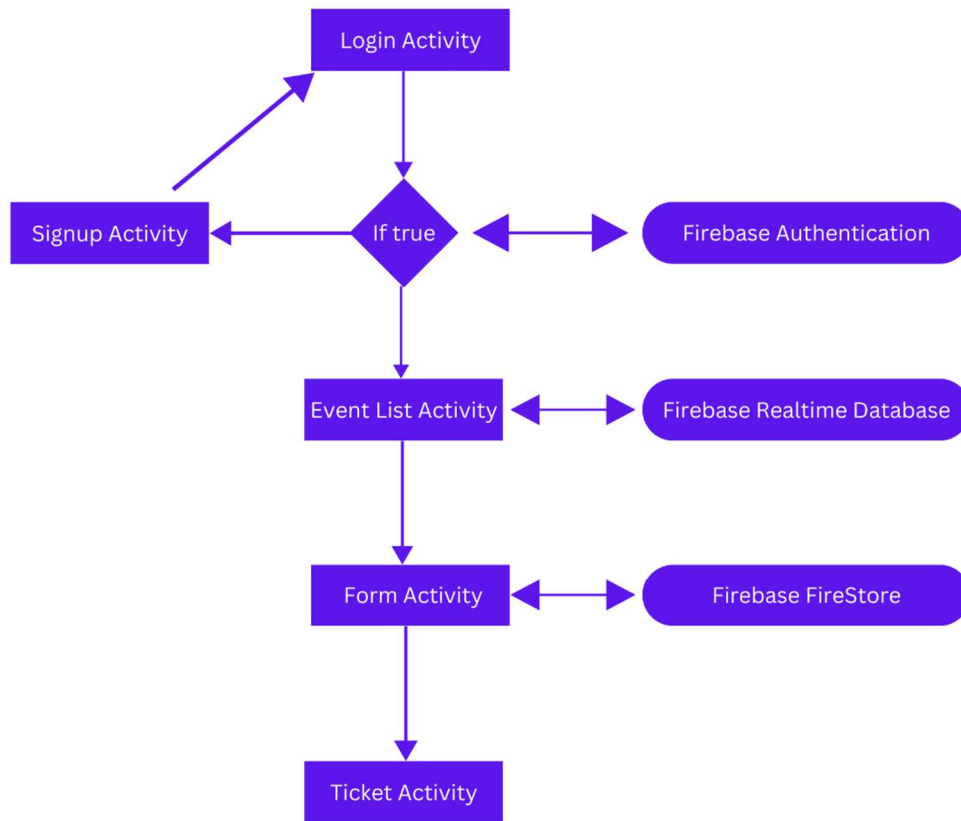 Login Activity
Signup Activity
If true
Firebase Authentication
Event List Activity
Firebase Realtime Database
Form Activity
Firebase FireStore
Ticket Activity